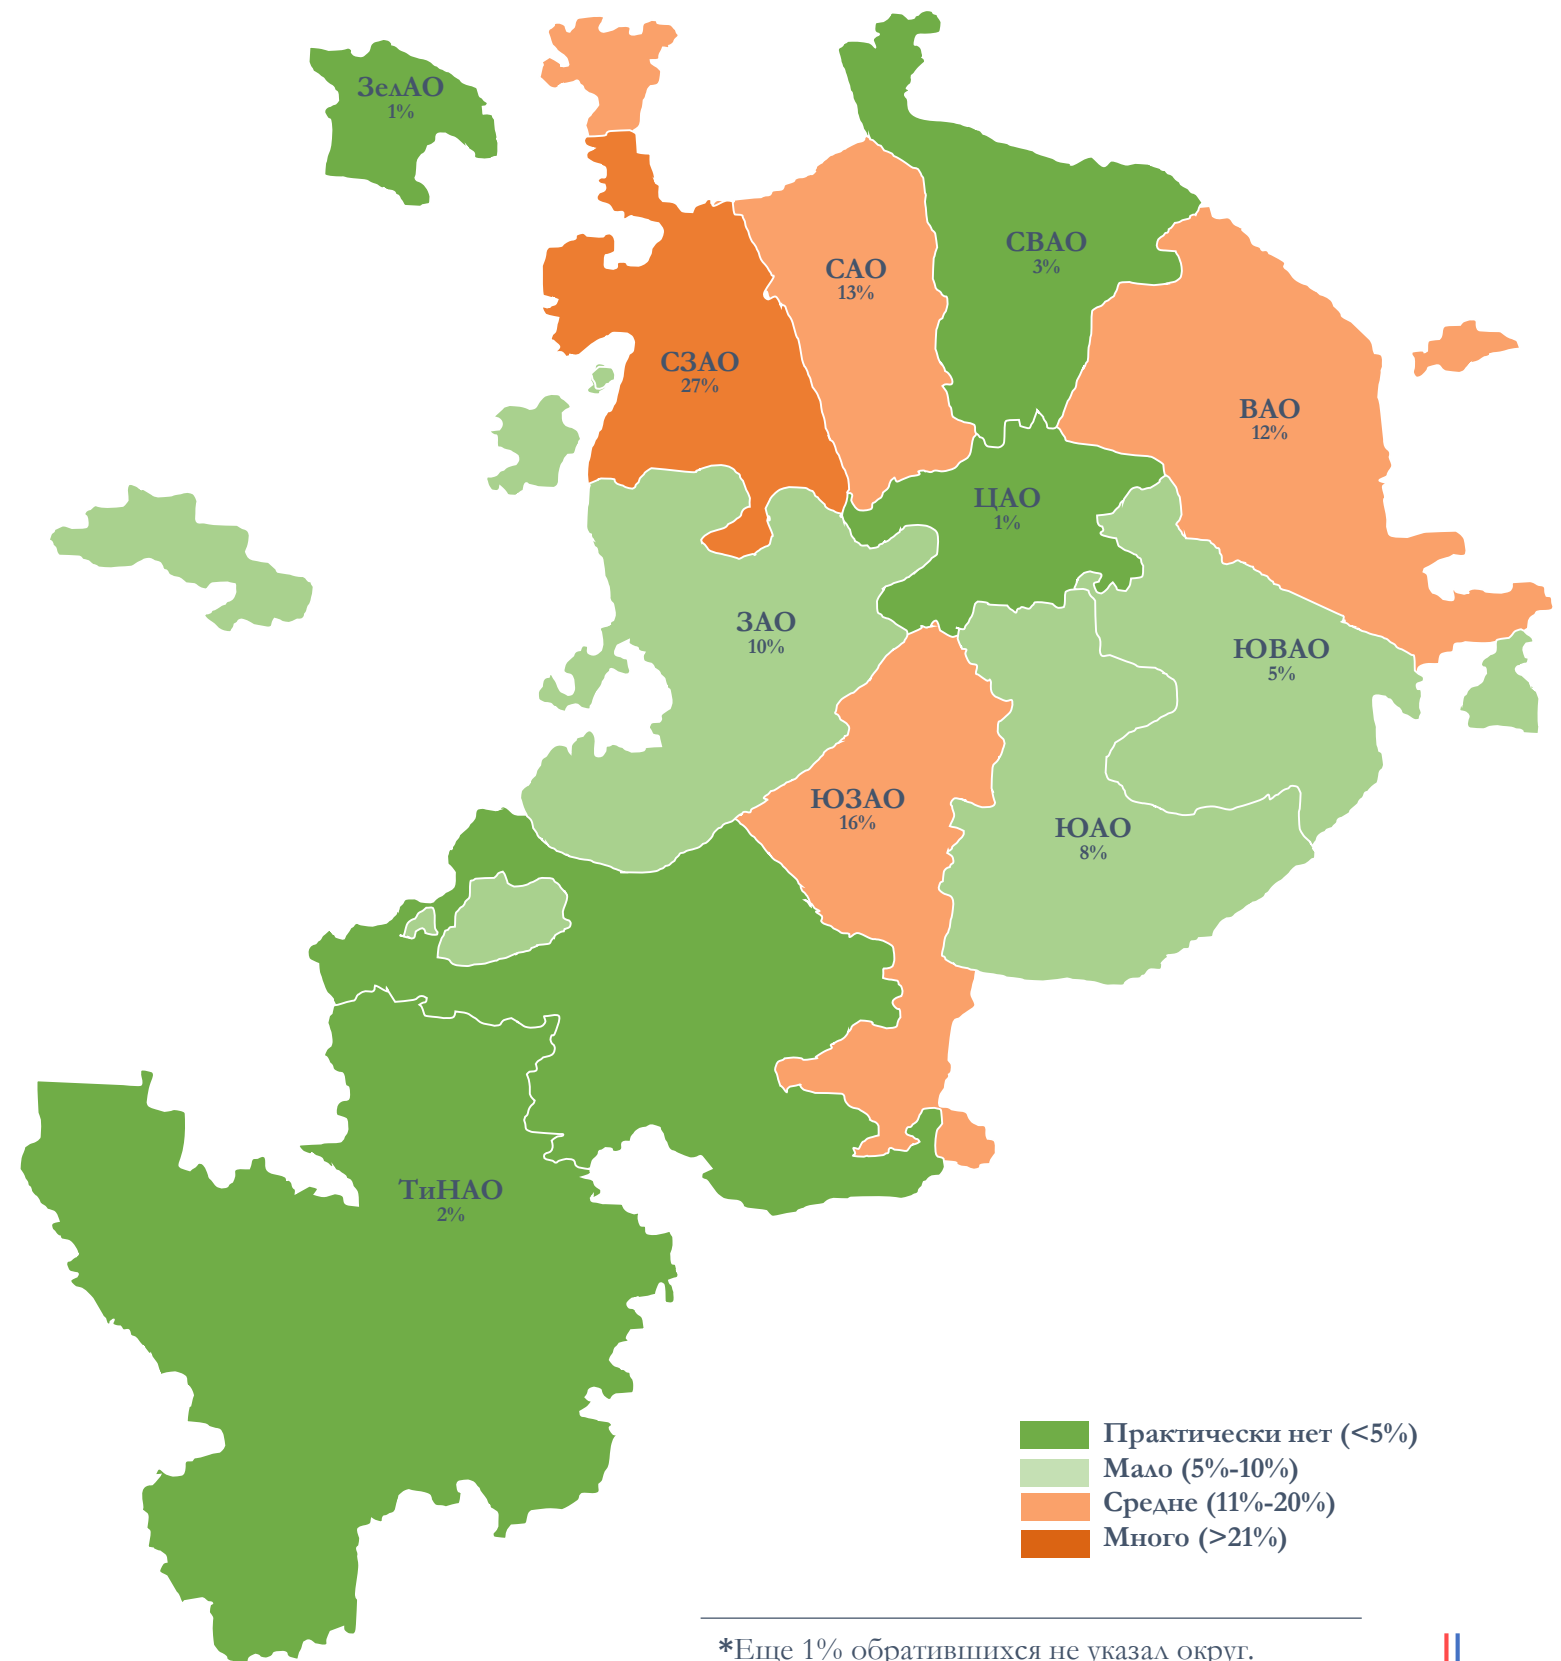 ЗелАО
1%
СВАО
3%
САО
13%
СЗАО
27%
ВАО
12%
ЦАО
1%
ЗАО
10%
ЮВАО
5%
ЮЗАО
16%
ЮАО
8%
ТиНАО
2%
Практически нет (<5%)
Мало (5%-10%)
Средне (11%-20%)
Много (>21%)
*Еще 1% обратившихся не указал округ.